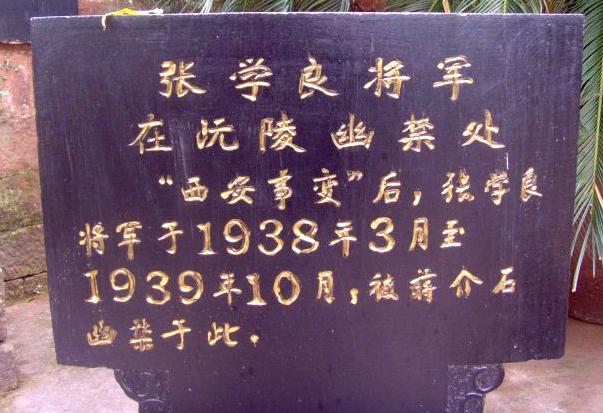 张学良将军
在沅陵幽禁处
“西安事变”后,张学良
将军于1938年3月至
1939年10月,被蒋介石
幽禁于此.